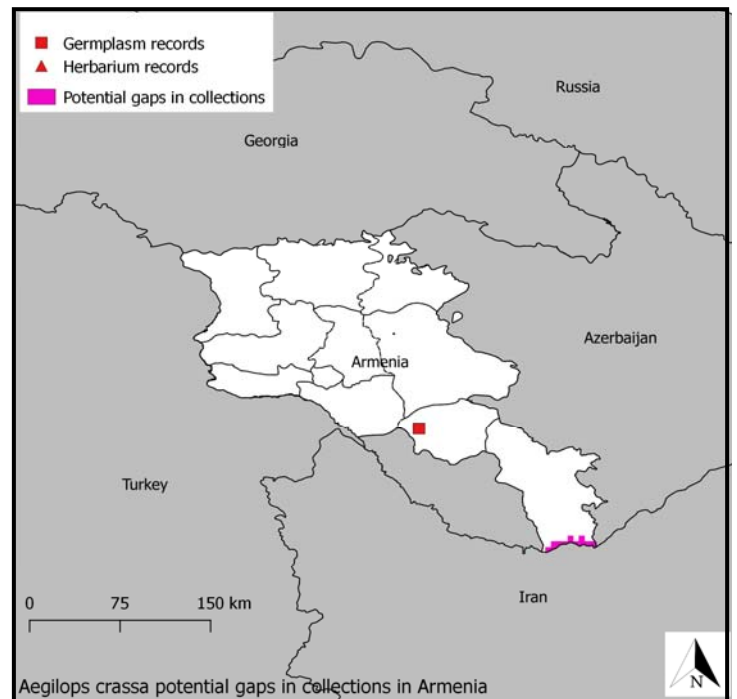 Germplasm records
Herbarium records
Potential gaps in collections
Russia
Georgia
Azerbaijan
Armenia
Turkey
Iran
0 75 150 km
N
Aegilops crassa potential gaps in collections in Armenia